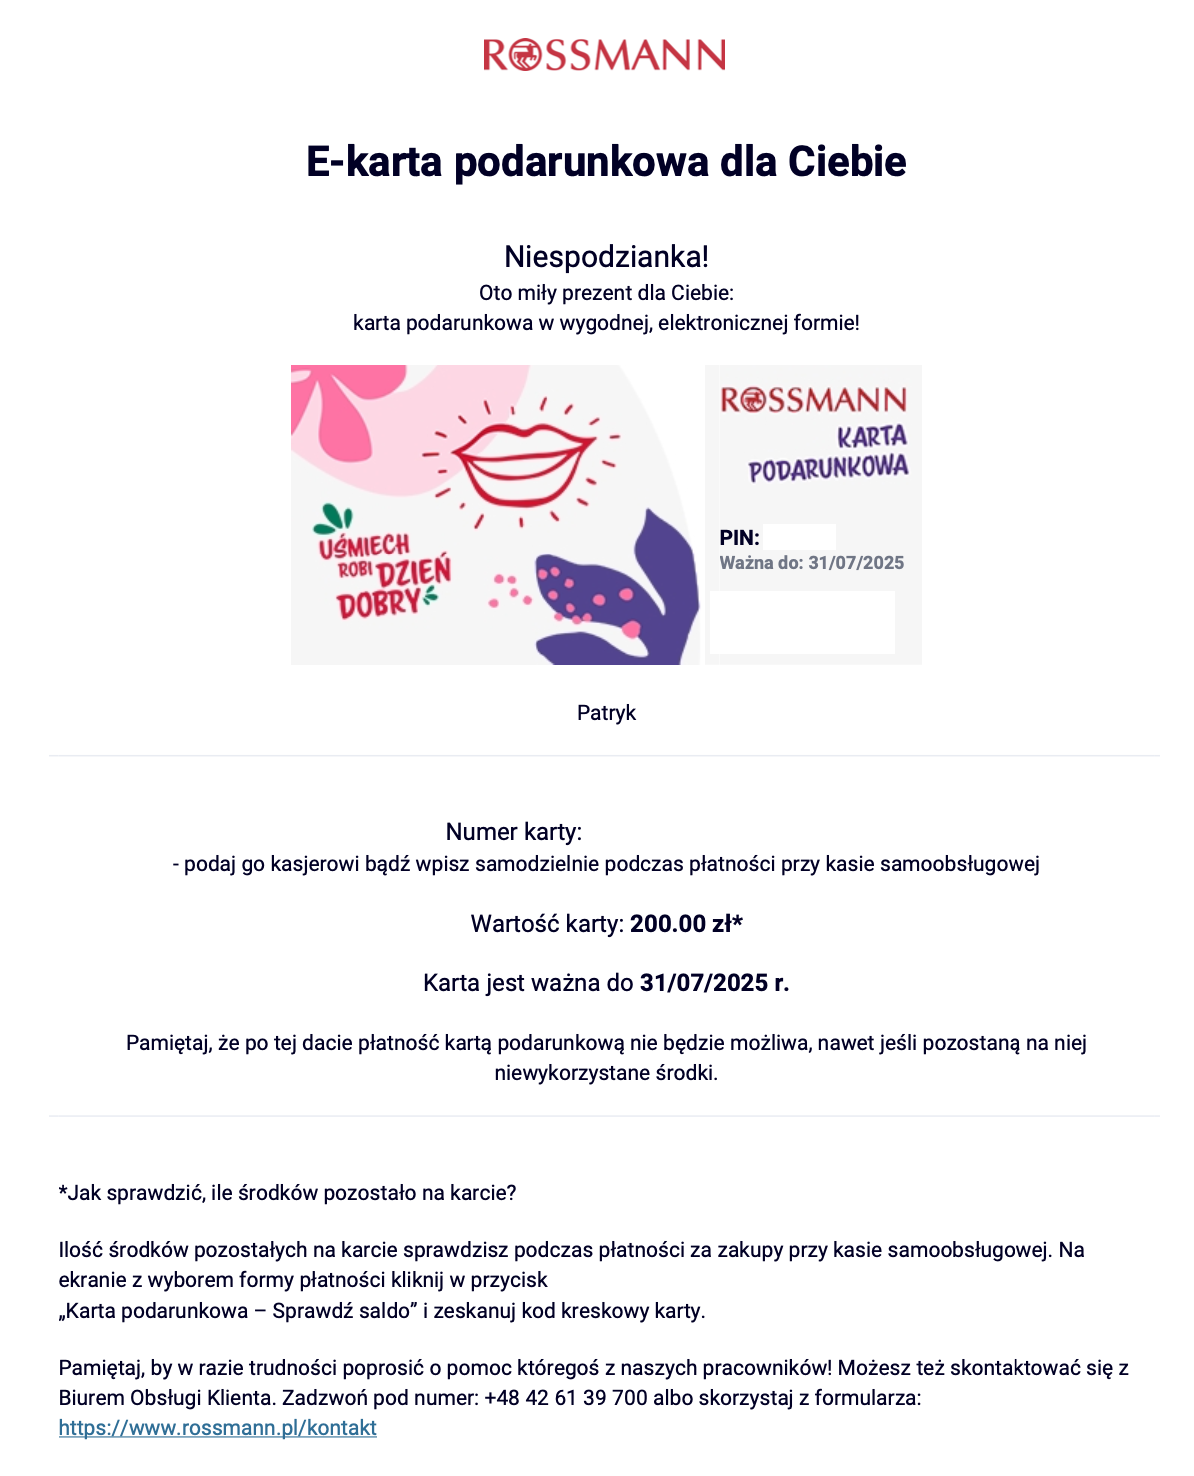 ROSSMANN
E-karta podarunkowa dla Ciebie
Niespodzianka!
Oto miły prezent dla Ciebie:
karta podarunkowa w wygodnej, elektronicznej formie!
UŚMIECH
ROBI DZIEŃ
DOBRY
ROSSMANN
KARTA
PODARUNKOWA
PIN:
Ważna do: 31/07/2025
Patryk
Numer karty:
- podaj go kasjerowi bądź wpisz samodzielnie podczas płatności przy kasie samoobsługowej
Wartość karty: 200.00 zł*
Karta jest ważna do 31/07/2025 r.
Pamiętaj, że po tej dacie płatność kartą podarunkową nie będzie możliwa, nawet jeśli pozostaną na niej
niewykorzystane środki.
*Jak sprawdzić, ile środków pozostało na karcie?
Ilość środków pozostałych na karcie sprawdzisz podczas płatności za zakupy przy kasie samoobsługowej. Na
ekranie z wyborem formy płatności kliknij w przycisk
„Karta podarunkowa – Sprawdź saldo” i zeskanuj kod kreskowy karty.
Pamiętaj, by w razie trudności poprosić o pomoc któregoś z naszych pracowników! Możesz też skontaktować się z
Biurem Obsługi Klienta. Zadzwoń pod numer: +48 42 61 39 700 albo skorzystaj z formularza:
https://www.rossmann.pl/kontakt